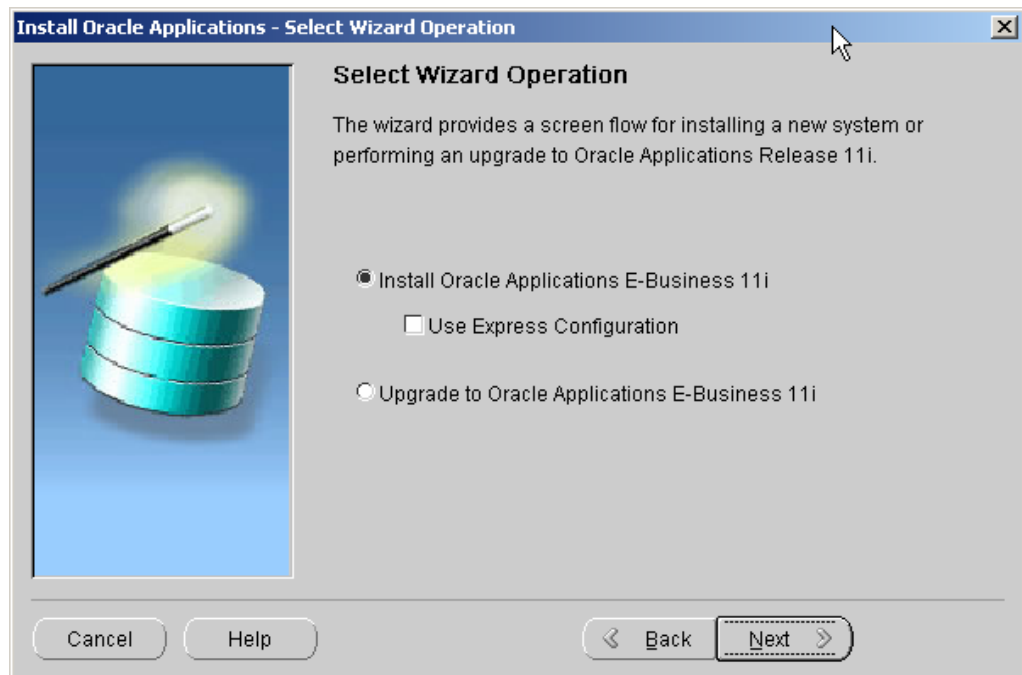 Install Oracle Applications - Select Wizard Operation
Select Wizard Operation
The wizard provides a screen flow for installing a new system or
performing an upgrade to Oracle Applications Release 11i.
Install Oracle Applications E-Business 11i
Use Express Configuration
Upgrade to Oracle Applications E-Business 11i
Cancel Help Back Next